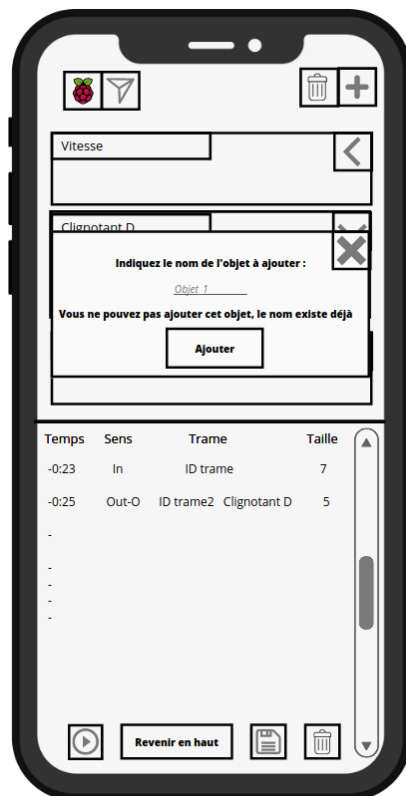 Vitesse
Clignotant D
Indiquez le nom de l'objet à ajouter :
Objet 1
Vous ne pouvez pas ajouter cet objet, le nom existe déjà
Ajouter
Temps Sens Trame Taille
-0:23 In ID trame 7
-0:25 Out-O ID trame2 Clignotant D 5
-
-
-
-
-
Revenir en haut